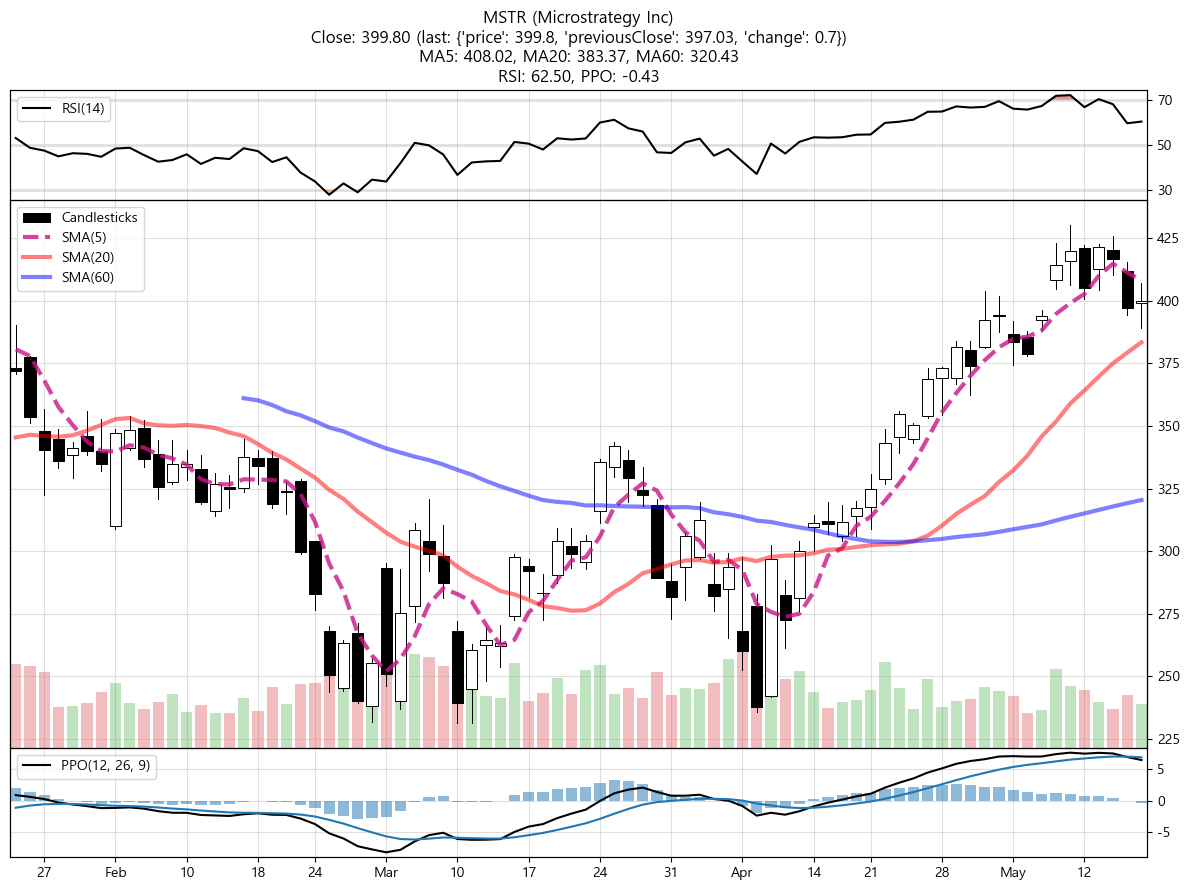 MSTR (Microstrategy Inc)
Close: 399.80 (last: {'price': 399.8, 'previousClose': 397.03, 'change': 0.7})
MA5: 408.02, MA20: 383.37, MA60: 320.43
RSI: 62.50, PPO: -0.43
RSI(14)
70
50
30
Candlesticks
SMA(5)
SMA(20)
SMA(60)
425
400
375
350
325
300
275
250
225
PPO(12, 26, 9)
5
0
-5
27 Feb 10 18 24 Mar 10 17 24 31 Apr 14 21 28 May 12